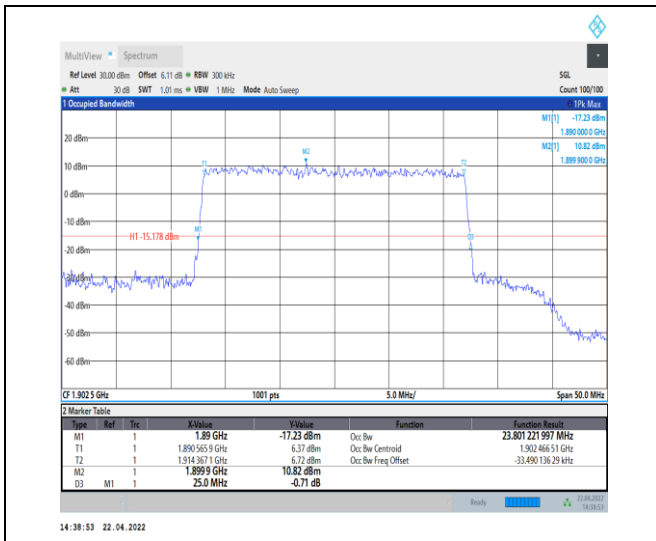 MultiView Spectrum
Ref Level 30.00 dBm Offset 6.11 dB RBW 300 kHz SGL
Att 30 dB SWT 1.01 ms VBW 1 MHz Mode Auto Sweep Count 100/100
1 Occupied Bandwidth 1Pk Max
M1[1] -17.23 dBm
1.890 000 0 GHz
M2[1] 10.82 dBm
1.899 900 0 GHz
20 dBm
M2
T1
T2
10 dBm
0 dBm
-10 dBm
M1
H1 -15.178 dBm
D3
-20 dBm
-30 dBm
-40 dBm
-50 dBm
-60 dBm
CF 1.902 5 GHz 1001 pts 5.0 MHz/ Span 50.0 MHz
2 Marker Table
Type Ref Trc X-Value Y-Value Function Function Result
M1 1 1.89 GHz -17.23 dBm Occ Bw 23.801 221 997 MHz
T1 1 1.890 565 9 GHz 6.37 dBm Occ Bw Centroid 1.902 466 51 GHz
T2 1 1.914 367 1 GHz 6.72 dBm Occ Bw Freq Offset -33.490 136 29 kHz
M2 1 1.899 9 GHz 10.82 dBm
D3 M1 1 25.0 MHz -0.71 dB
Ready 22.04.2022
14:38:53
14:38:53 22.04.2022